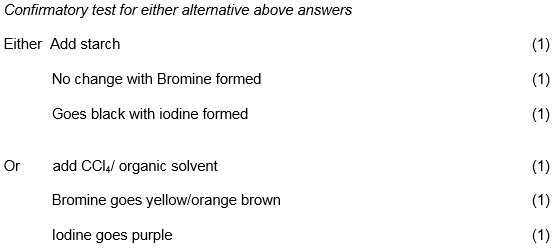 Confirmatory test for either alternative above answers
Either Add starch (1)
No change with Bromine formed (1)
Goes black with iodine formed (1)
Or add CCl₄/ organic solvent (1)
Bromine goes yellow/orange brown (1)
Iodine goes purple (1)